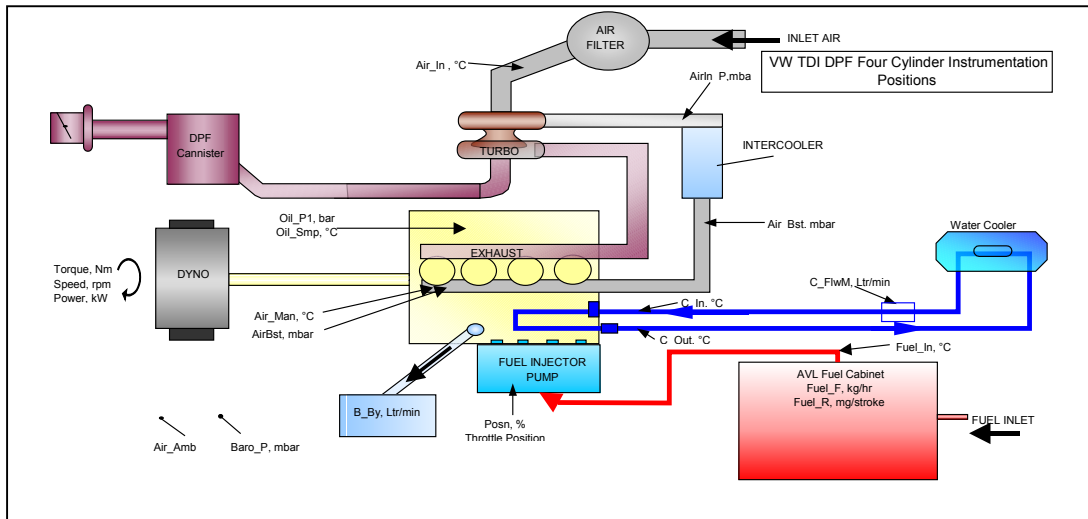 AIR
FILTER
INLET AIR
VW TDI DPF Four Cylinder Instrumentation
Positions
Air_In , °C
AirIn P,mba
DPF
Cannister
TURBO
INTERCOOLER
Oil_P1, bar
Oil_Smp, °C
Air Bst. mbar
Water Cooler
EXHAUST
Torque, Nm
Speed, rpm
Power, kW
DYNO
C_FlwM, Ltr/min
C_In. °C
Air_Man, °C
AirBst, mbar
C Out. °C
Fuel_In, °C
FUEL INJECTOR
PUMP
AVL Fuel Cabinet
Fuel_F, kg/hr
Fuel_R, mg/stroke
B_By, Ltr/min
Posn, %
Throttle Position
FUEL INLET
Air_Amb
Baro_P, mbar